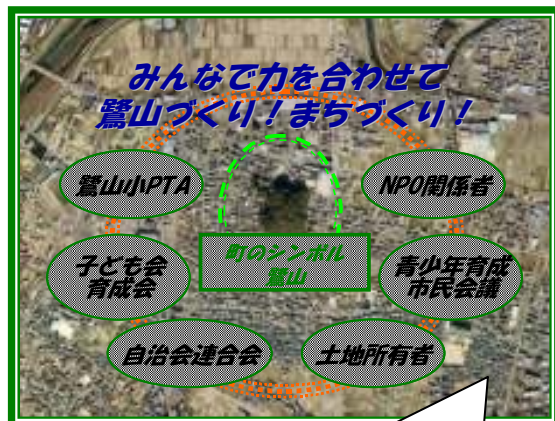 みんなで力を合わせて
鷺山づくり！まちづくり！
鷺山小PTA
NPO関係者
町のシンボル
鷺山
子ども会
育成会
青少年育成
市民会議
自治会連合会
土地所有者